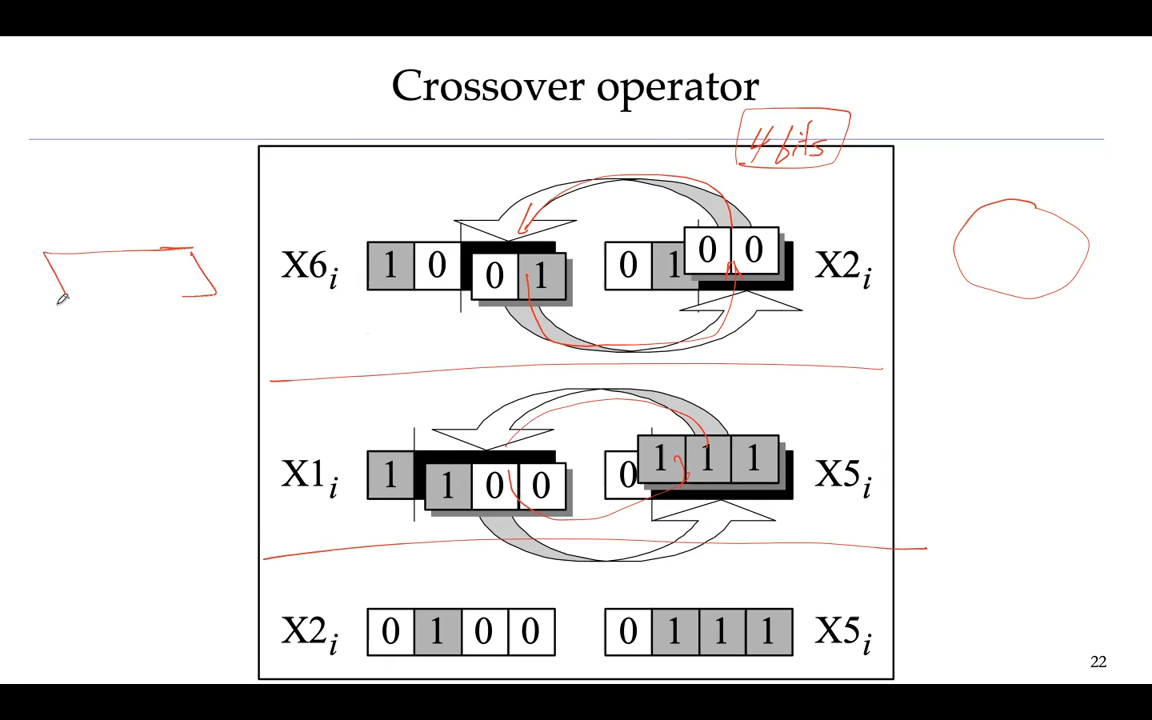 Crossover operator
4 bits
X6i 1 0 0 1 0 1 0 0 X2i
X1i 1 1 0 0 0 1 1 1 X5i
X2i 0 1 0 0 0 1 1 1 X5i
22